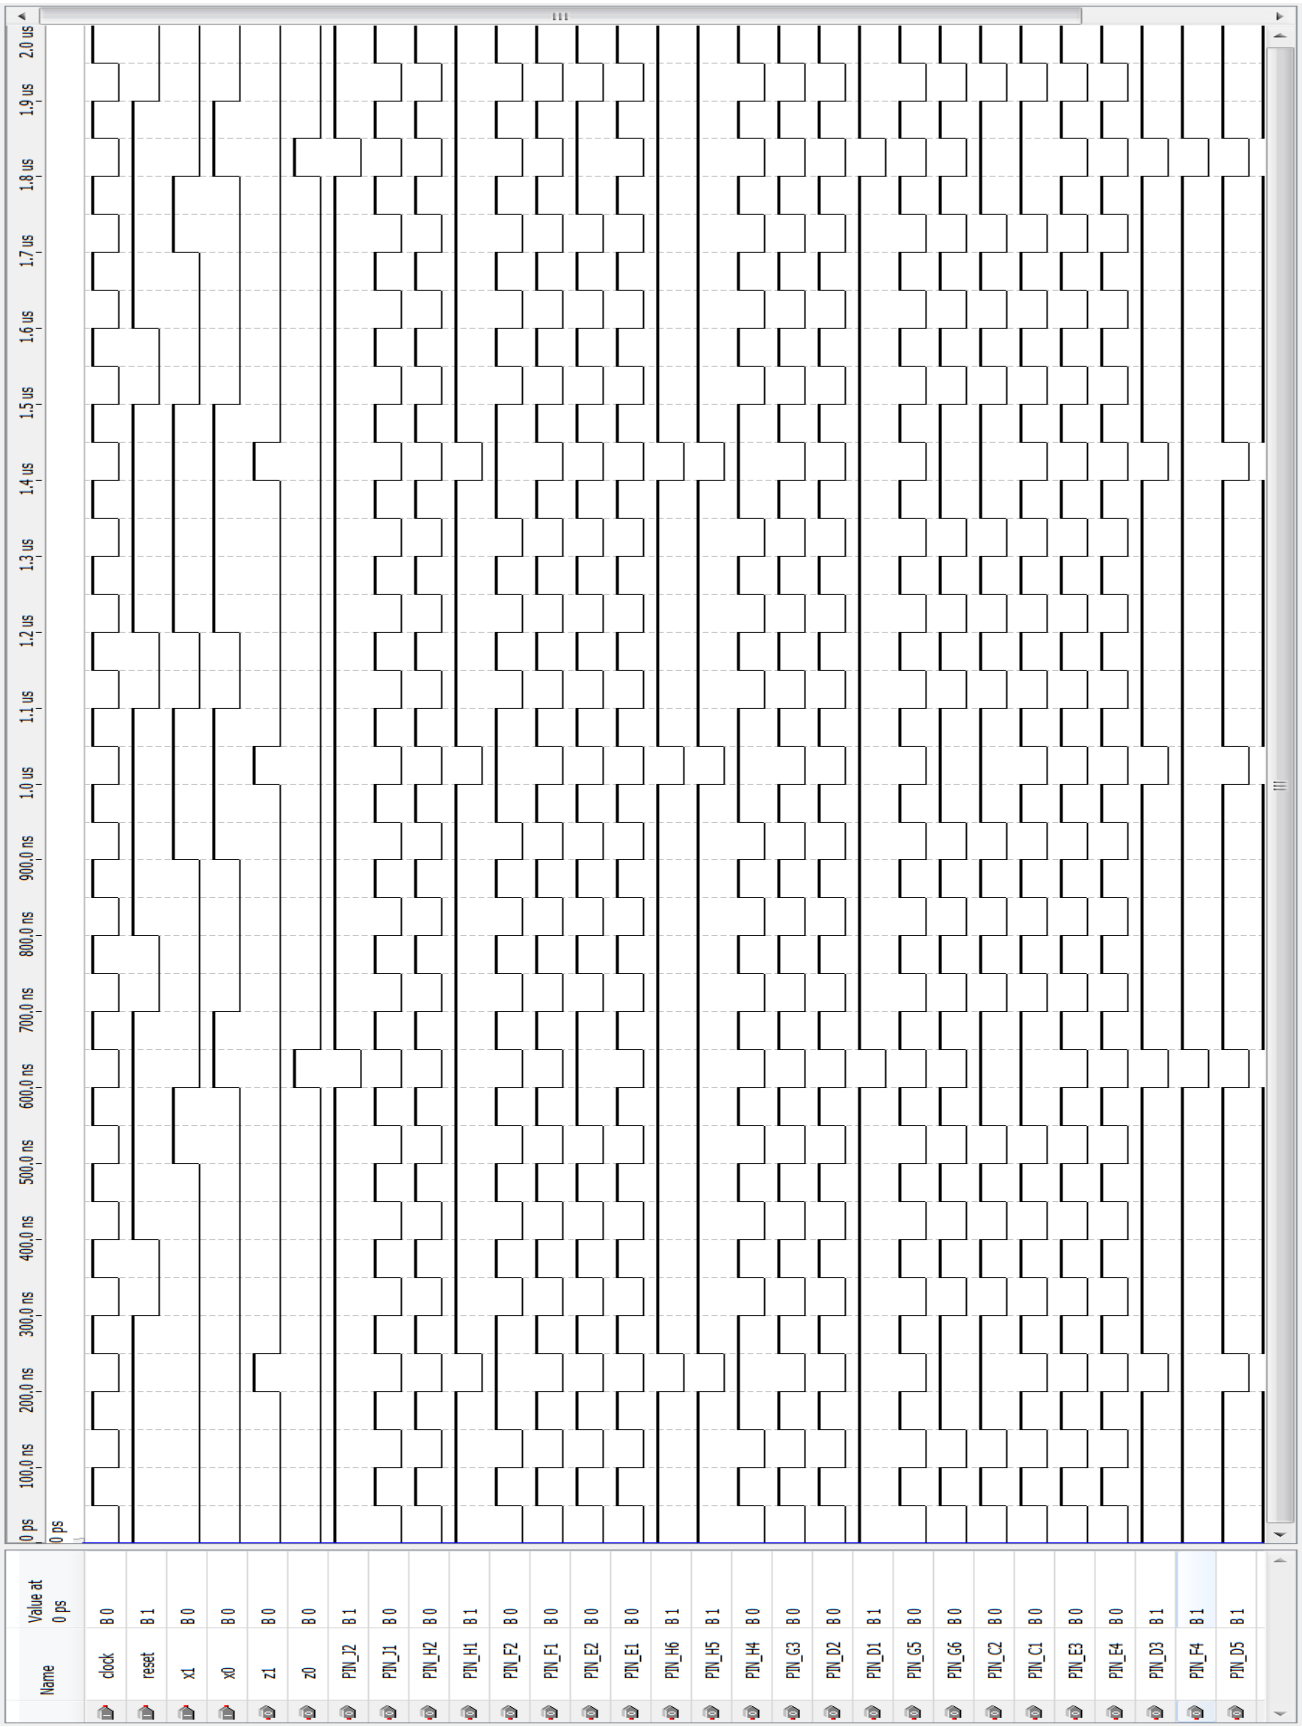 Name
Value at
0 ps
0 ps
100.0 ns
200.0 ns
300.0 ns
400.0 ns
500.0 ns
600.0 ns
700.0 ns
800.0 ns
900.0 ns
1.0 us
1.1 us
1.2 us
1.3 us
1.4 us
1.5 us
1.6 us
1.7 us
1.8 us
1.9 us
2.0 us
0 ps
clock B 0
reset B 1
x1 B 0
x0 B 0
z1 B 0
z0 B 0
PIN_J2 B 1
PIN_J1 B 0
PIN_H2 B 0
PIN_H1 B 1
PIN_F2 B 0
PIN_F1 B 0
PIN_E2 B 0
PIN_E1 B 0
PIN_H6 B 1
PIN_H5 B 1
PIN_H4 B 0
PIN_G3 B 0
PIN_D2 B 0
PIN_D1 B 1
PIN_G5 B 0
PIN_G6 B 0
PIN_C2 B 0
PIN_C1 B 0
PIN_E3 B 0
PIN_E4 B 0
PIN_D3 B 1
PIN_F4 B 1
PIN_D5 B 1